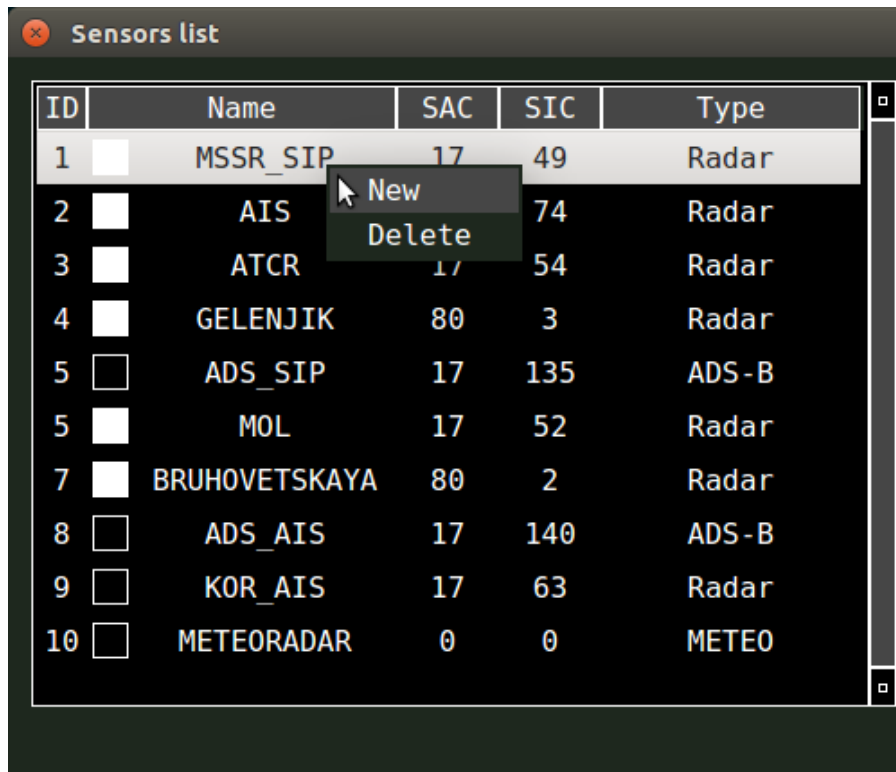 Sensors list
ID Name SAC SIC Type
1 MSSR_SIP 17 49 Radar
New
2 AIS 74 Radar
Delete
3 ATCR 17 54 Radar
4 GELENJIK 80 3 Radar
5 ADS_SIP 17 135 ADS-B
5 MOL 17 52 Radar
7 BRUHOVETSKAYA 80 2 Radar
8 ADS_AIS 17 140 ADS-B
9 KOR_AIS 17 63 Radar
10 METEORADAR 0 0 METEO